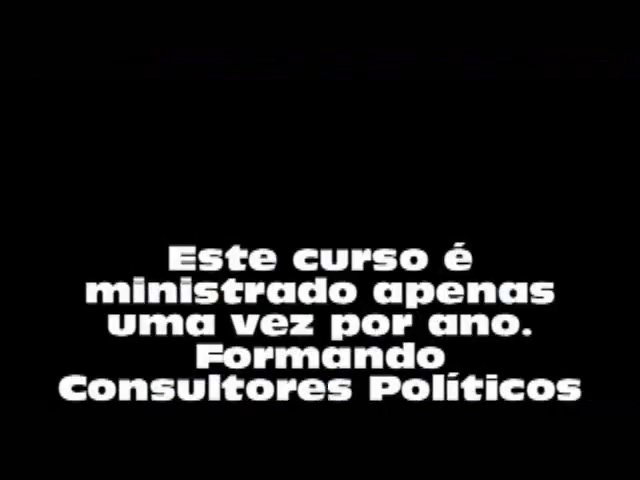 Este curso é
ministrado apenas
uma vez por ano.
Formando
Consultores Políticos